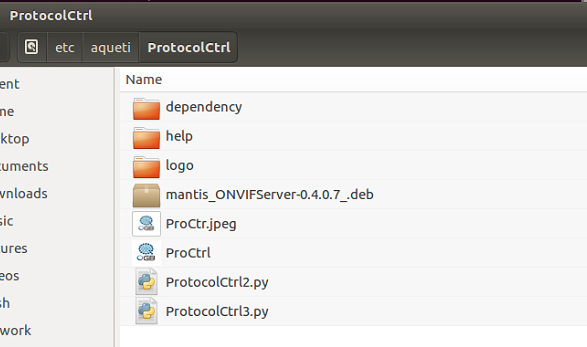 ProtocolCtrl
etc aqueti ProtocolCtrl
Name
ent
me
ktop
cuments
wnloads
sic
tures
eos
sh
work
dependency
help
logo
mantis_ONVIFServer-0.4.0.7_.deb
ProCtr.jpeg
ProCtrl
ProtocolCtrl2.py
ProtocolCtrl3.py